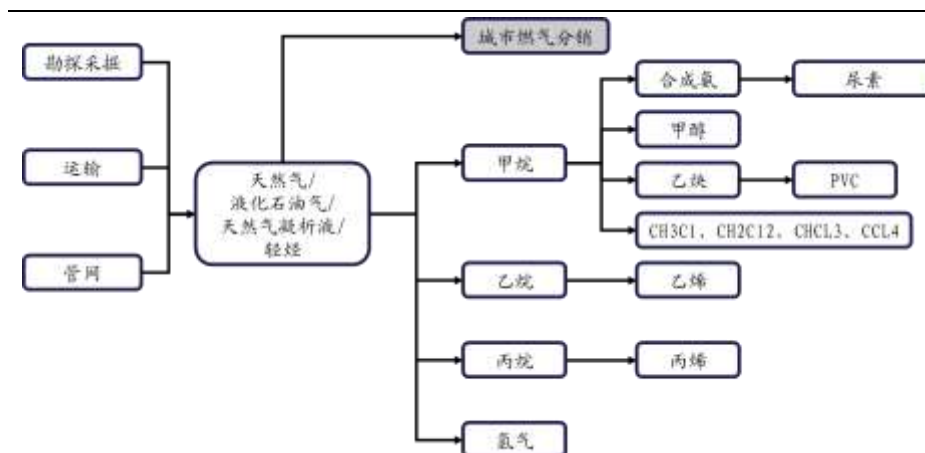 城市燃气分销
勘探采掘
合成氨
尿素
甲醇
运输
甲烷
天然气/
液化石油气/
天然气凝析液/
轻烃
乙炔
PVC
CH3Cl、CH2Cl2、CHCL3、CCL4
管网
乙烷
乙烯
丙烷
丙烯
氢气